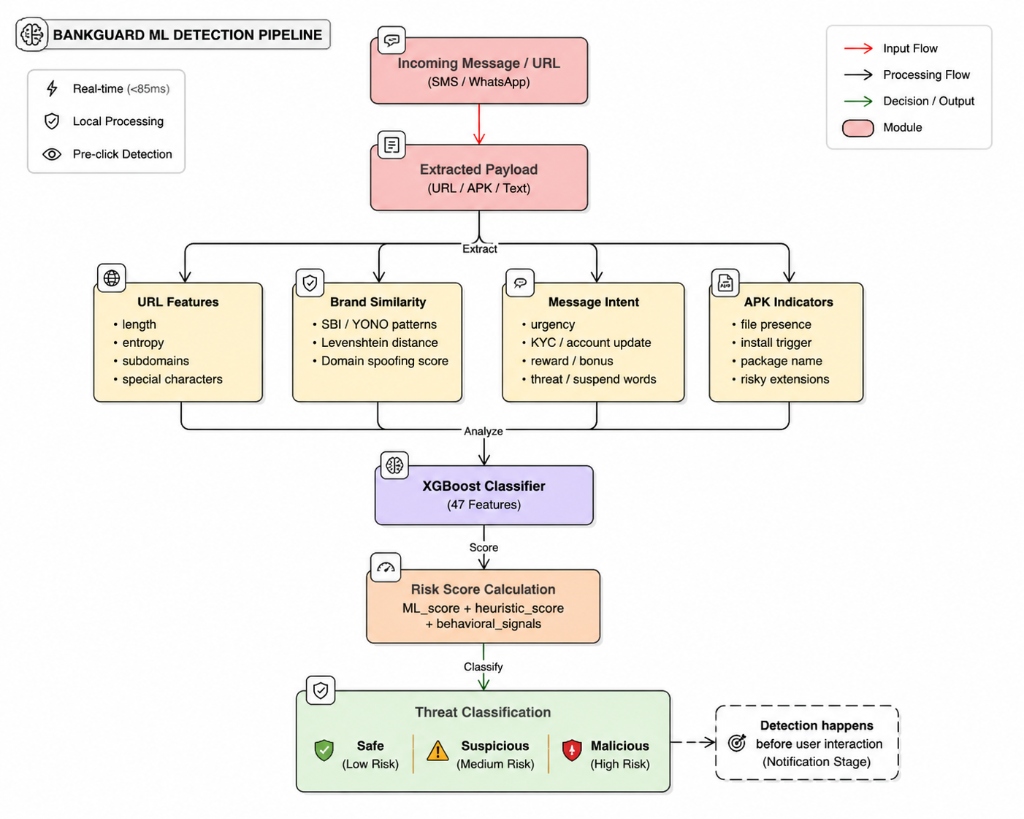 BANKGUARD ML DETECTION PIPELINE
Real-time (<85ms)
Local Processing
Pre-click Detection
Input Flow
Processing Flow
Decision / Output
Module
Incoming Message / URL
(SMS / WhatsApp)
Extracted Payload
(URL / APK / Text)
Extract
URL Features
• length
• entropy
• subdomains
• special characters
Brand Similarity
• SBI / YONO patterns
• Levenshtein distance
• Domain spoofing score
Message Intent
• urgency
• KYC / account update
• reward / bonus
• threat / suspend words
APK Indicators
• file presence
• install trigger
• package name
• risky extensions
Analyze
XGBoost Classifier
(47 Features)
Score
Risk Score Calculation
ML_score + heuristic_score
+ behavioral_signals
Classify
Threat Classification
Safe
(Low Risk)
Suspicious
(Medium Risk)
Malicious
(High Risk)
Detection happens
before user interaction
(Notification Stage)